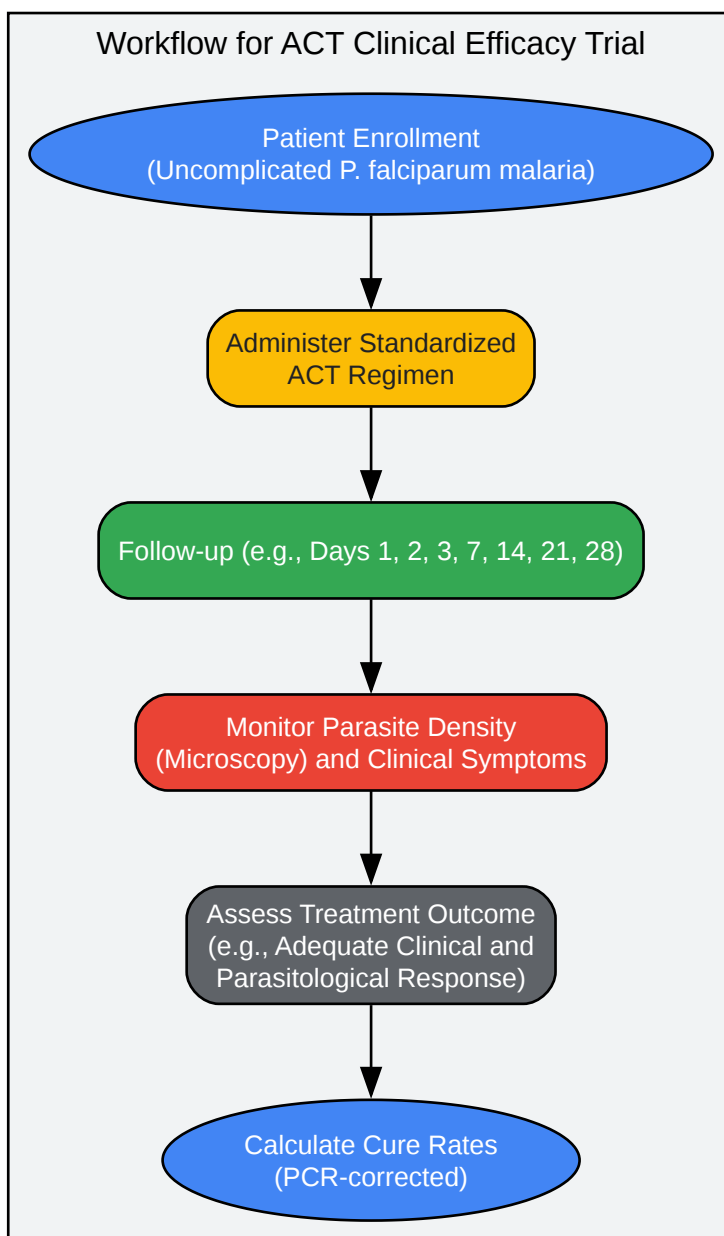 Workflow for ACT Clinical Efficacy Trial
Patient Enrollment
(Uncomplicated P. falciparum malaria)
Administer Standardized
ACT Regimen
Follow-up (e.g., Days 1, 2, 3, 7, 14, 21, 28)
Monitor Parasite Density
(Microscopy) and Clinical Symptoms
Assess Treatment Outcome
(e.g., Adequate Clinical and
Parasitological Response)
Calculate Cure Rates
(PCR-corrected)